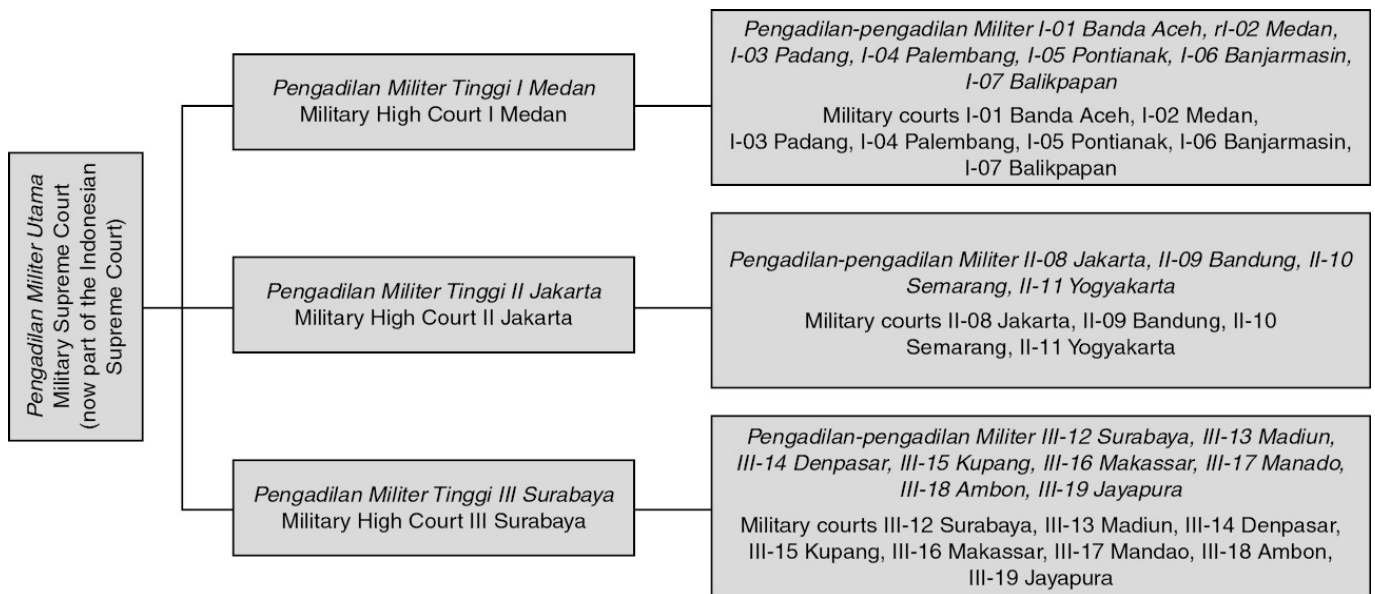 Pengadilan Militer Utama
Military Supreme Court
(now part of the Indonesian
Supreme Court)
Pengadilan Militer Tinggi I Medan
Military High Court I Medan
Pengadilan-pengadilan Militer I-01 Banda Aceh, rI-02 Medan,
I-03 Padang, I-04 Palembang, I-05 Pontianak, I-06 Banjarmasin,
I-07 Balikpapan
Military courts I-01 Banda Aceh, I-02 Medan,
I-03 Padang, I-04 Palembang, I-05 Pontianak, I-06 Banjarmasin,
I-07 Balikpapan
Pengadilan Militer Tinggi II Jakarta
Military High Court II Jakarta
Pengadilan-pengadilan Militer II-08 Jakarta, II-09 Bandung, II-10
Semarang, II-11 Yogyakarta
Military courts II-08 Jakarta, II-09 Bandung, II-10
Semarang, II-11 Yogyakarta
Pengadilan Militer Tinggi III Surabaya
Military High Court III Surabaya
Pengadilan-pengadilan Militer III-12 Surabaya, III-13 Madiun,
III-14 Denpasar, III-15 Kupang, III-16 Makassar, III-17 Manado,
III-18 Ambon, III-19 Jayapura
Military courts III-12 Surabaya, III-13 Madiun, III-14 Denpasar,
III-15 Kupang, III-16 Makassar, III-17 Mandao, III-18 Ambon,
III-19 Jayapura